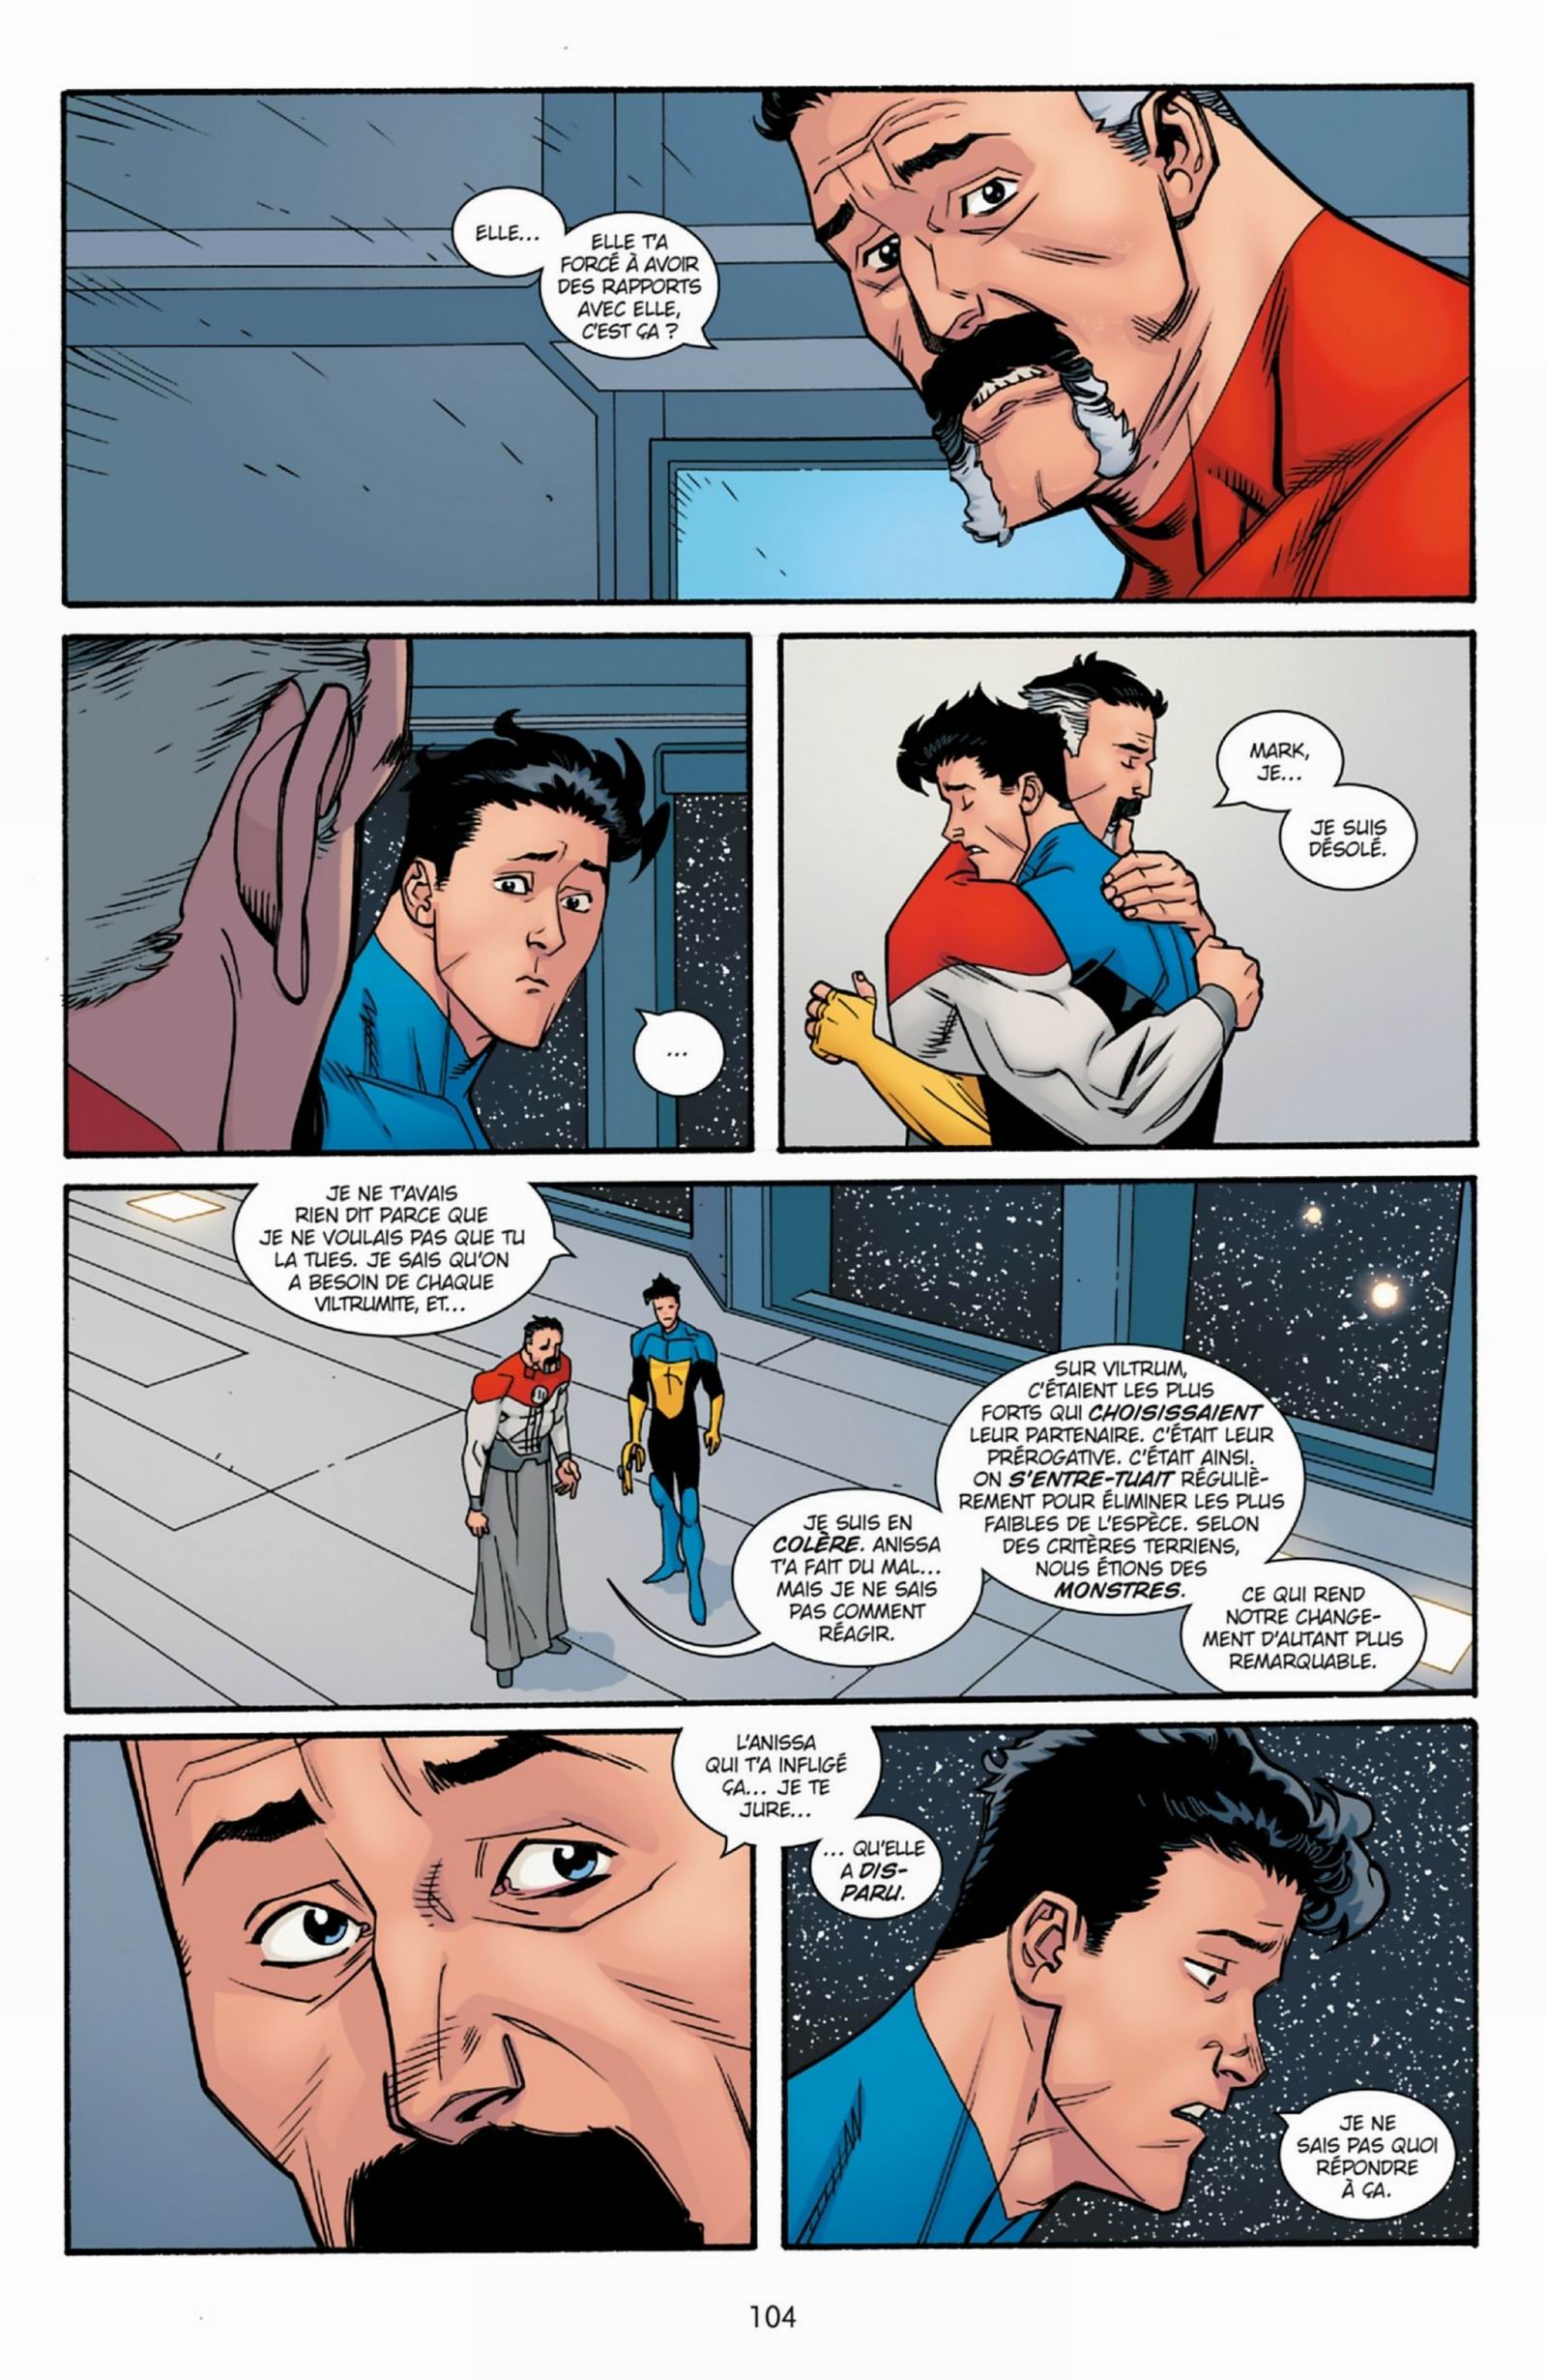 ELLE...
ELLE T'A
FORCÉ À AVOIR
DES RAPPORTS
AVEC ELLE,
C'EST ÇA ?
...
MARK,
JE...
JE SUIS
DÉSOLÉ.
JE NE T'AVAIS
RIEN DIT PARCE QUE
JE NE VOULAIS PAS QUE TU
LA TUES. JE SAIS QU'ON
A BESOIN DE CHAQUE
VILTRUMITE, ET...
JE SUIS EN
COLÈRE. ANISSA
T'A FAIT DU MAL...
MAIS JE NE SAIS
PAS COMMENT
RÉAGIR.
SUR VILTRUM,
C'ÉTAIENT LES PLUS
FORTS QUI CHOISISSAIENT
LEUR PARTENAIRE. C'ÉTAIT LEUR
PRÉROGATIVE. C'ÉTAIT AINSI.
ON S'ENTRE-TUAIT RÉGULIÈ-
REMENT POUR ÉLIMINER LES PLUS
FAIBLES DE L'ESPÈCE. SELON
DES CRITÈRES TERRIENS,
NOUS ÉTIONS DES
MONSTRES.
CE QUI REND
NOTRE CHANGE-
MENT D'AUTANT PLUS
REMARQUABLE.
L'ANISSA
QUI T'A INFLIGÉ
ÇA... JE TE
JURE...
... QU'ELLE
A DIS-
PARU.
JE NE
SAIS PAS QUOI
RÉPONDRE
À ÇA.
104